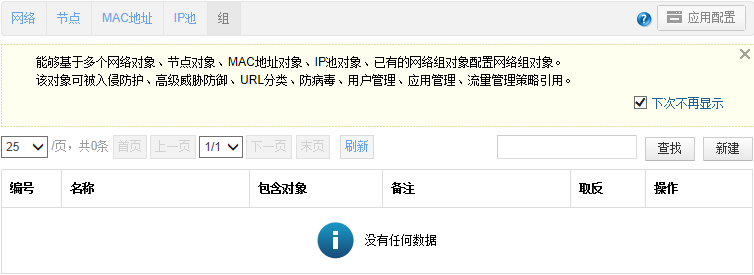 网络 节点 MAC地址 IP池 组 ? 应用配置
能够基于多个网络对象、节点对象、MAC地址对象、IP池对象、已有的网络组对象配置网络组对象。
该对象可被入侵防护、高级威胁防御、URL分类、防病毒、用户管理、应用管理、流量管理策略引用。
下次不再显示
25 /页，共0条 首页 上一页 1/1 下一页 末页 刷新 查找 新建
编号 名称 包含对象 备注 取反 操作
没有任何数据